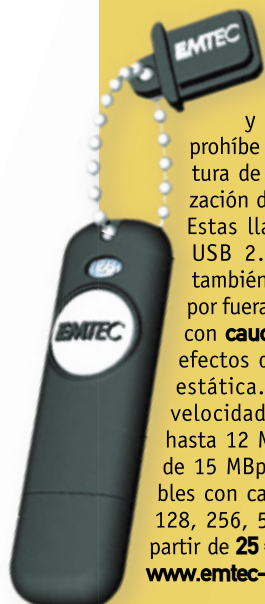 EMTEC
EMTEC
y
prohíbe
tura de
zación d
Estas lla
USB 2.
también
por fuera
con cauc
efectos d
estática.
velocidad
hasta 12 M
de 15 MBp
bles con ca
128, 256, 5
partir de 25
www.emtec-